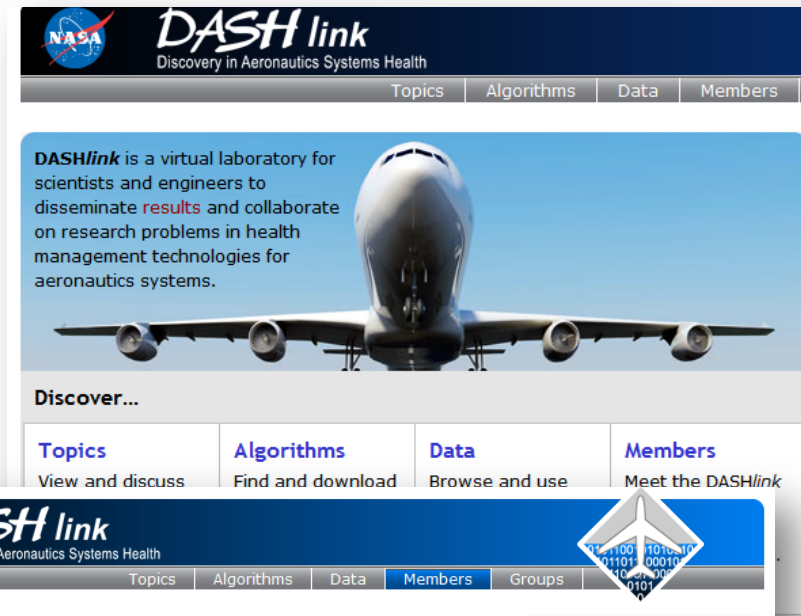 NASA
DASH link
Discovery in Aeronautics Systems Health
Topics Algorithms Data Members
DASHlink is a virtual laboratory for
scientists and engineers to
disseminate results and collaborate
on research problems in health
management technologies for
aeronautics systems.
Discover...
Topics Algorithms Data Members
View and discuss Find and download Browse and use Meet the DASHlink
SH link
Aeronautics Systems Health
Topics Algorithms Data Members Groups